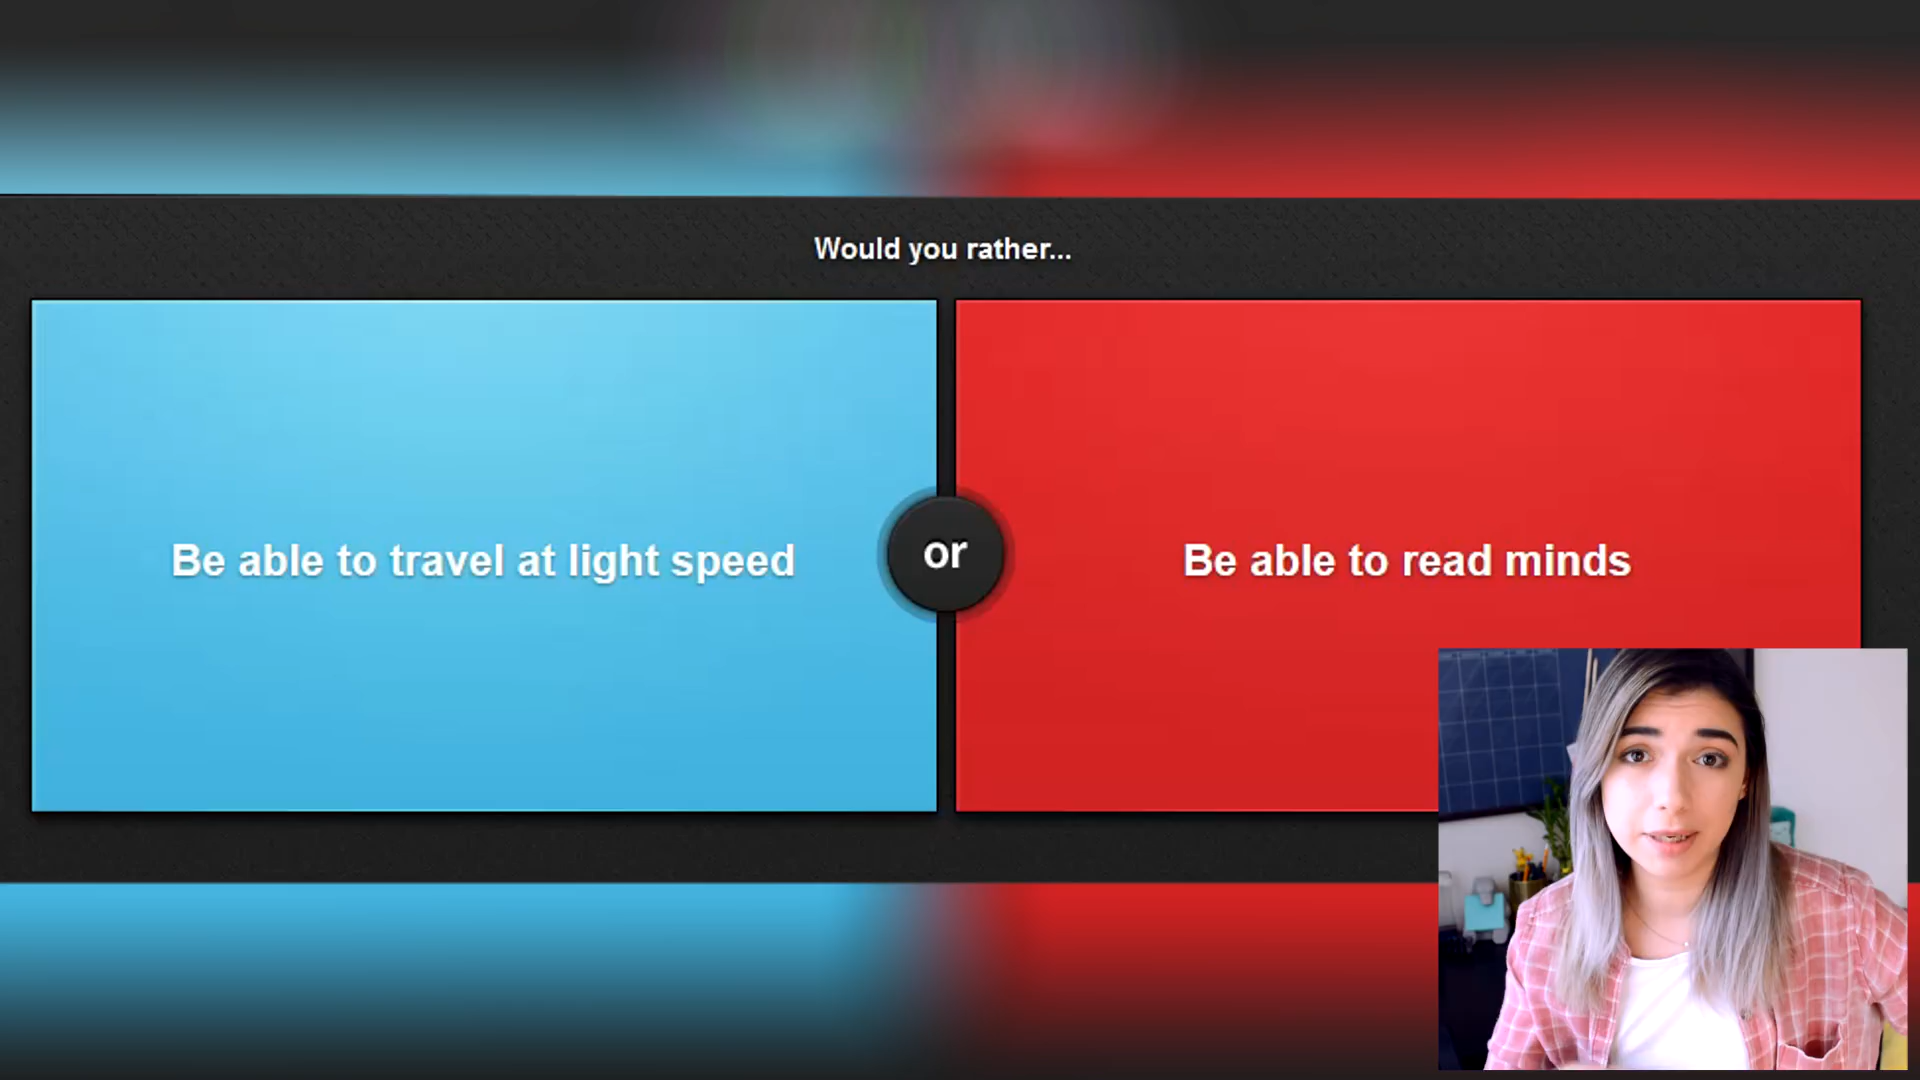 Would you rather...
Be able to travel at light speed
or
Be able to read minds